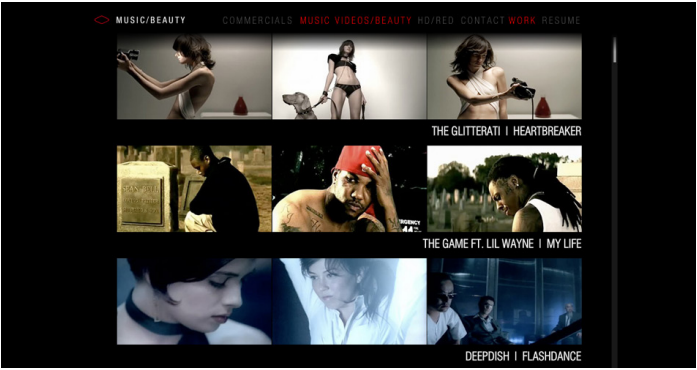 MUSIC/BEAUTY COMMERCIALS MUSIC VIDEOS/BEAUTY HD/RED CONTACT WORK RESUME
THE GLITTERATI | HEARTBREAKER
THE GAME FT. LIL WAYNE | MY LIFE
DEEPDISH | FLASHDANCE